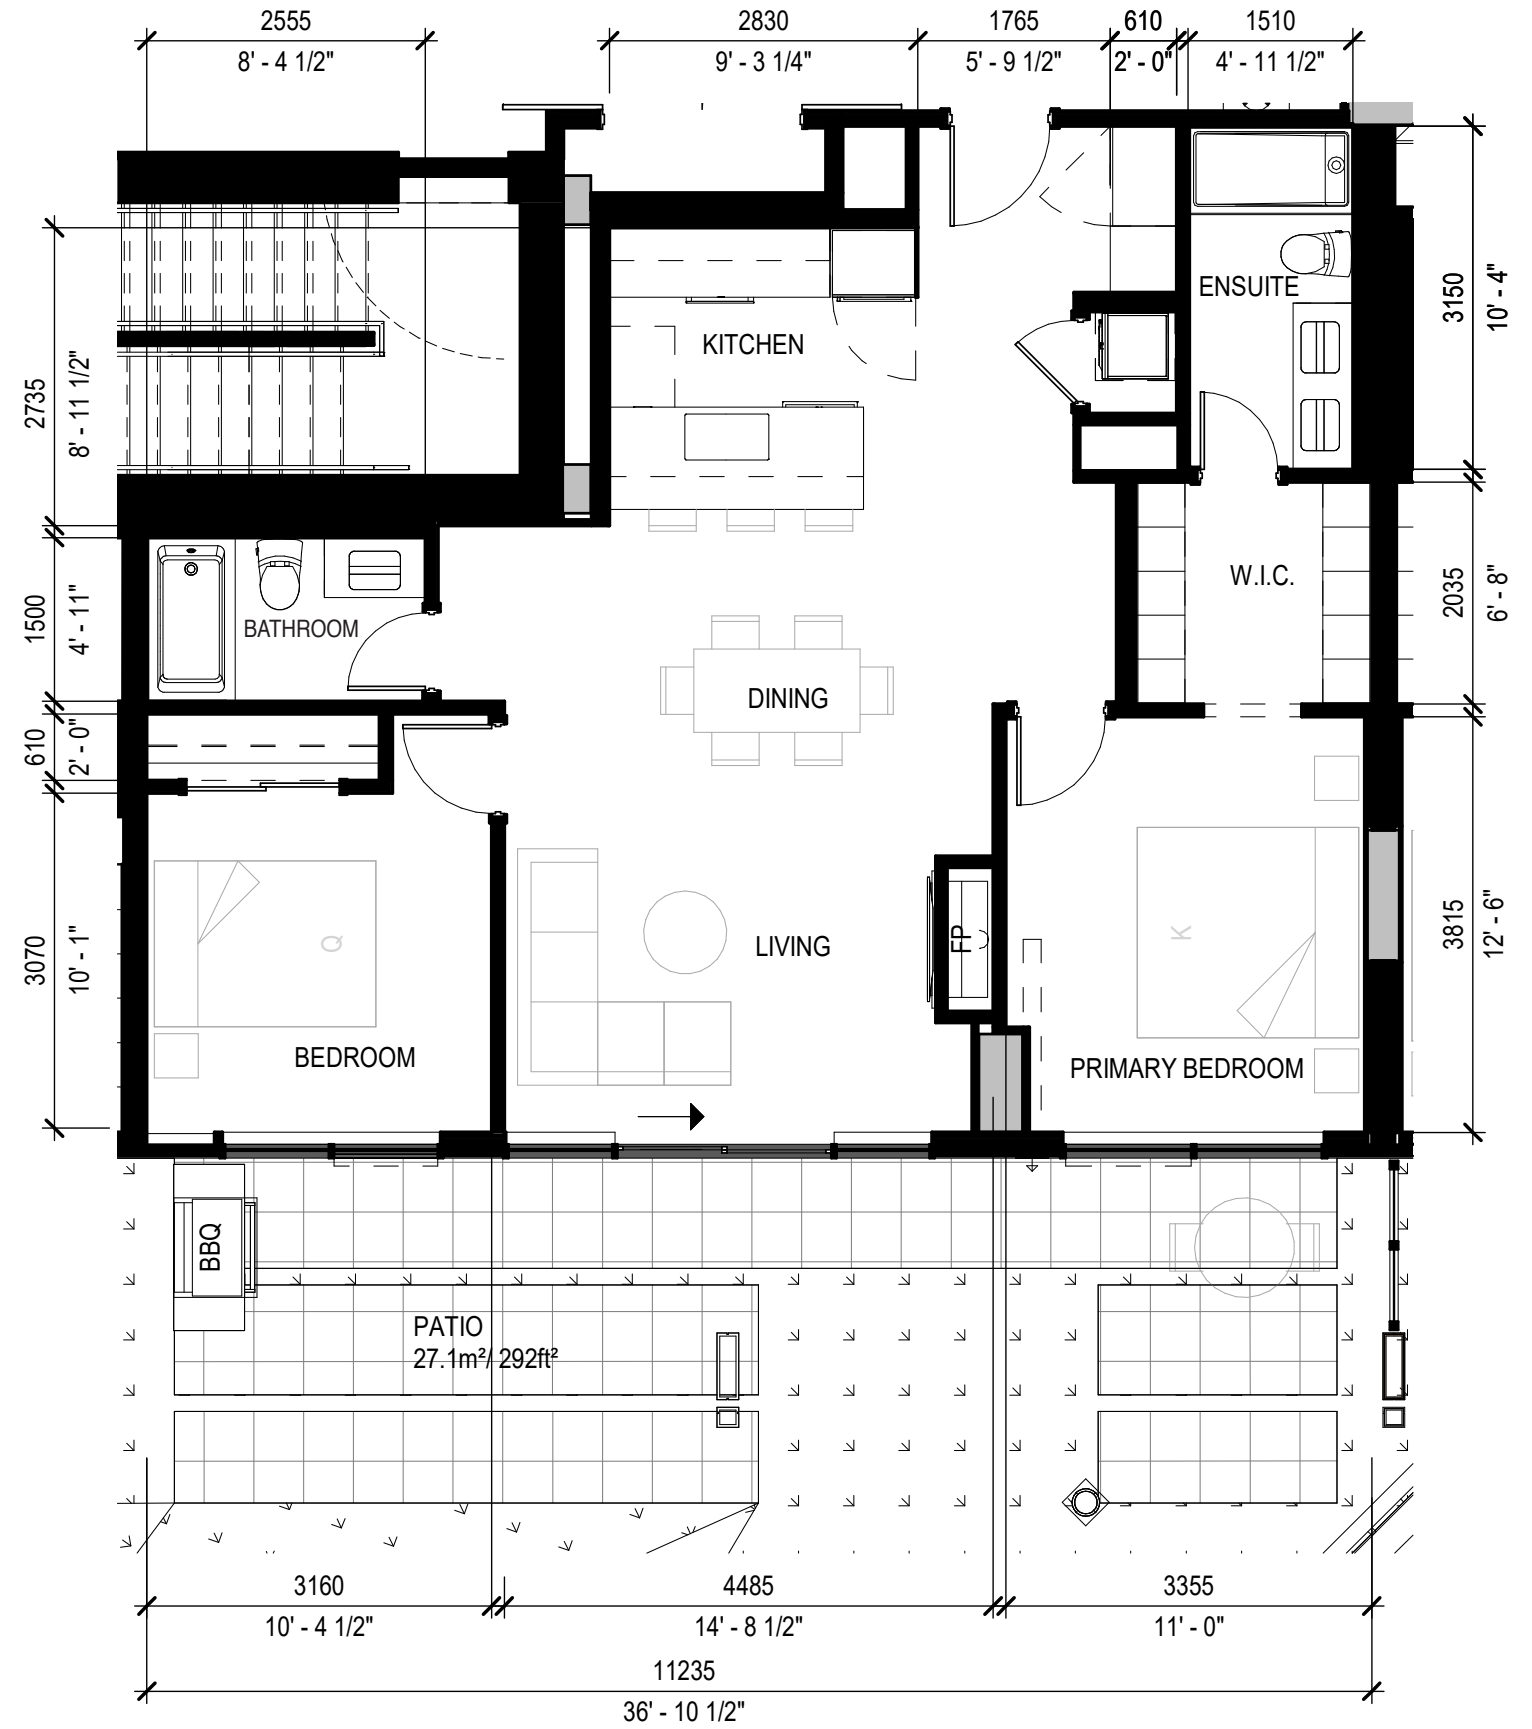 2555
8' - 4 1/2"
2830
9' - 3 1/4"
1765
5' - 9 1/2"
610
2' - 0"
1510
4' - 11 1/2"
2735
8' - 11 1/2"
1500
4' - 11"
610
2' - 0"
3070
10' - 1"
3150
10' - 4"
2035
6' - 8"
3815
12' - 6"
ENSUITE
KITCHEN
W.I.C.
BATHROOM
DINING
Q
K
FP
LIVING
BEDROOM
PRIMARY BEDROOM
BBQ
PATIO
27.1m²/ 292ft²
3160
10' - 4 1/2"
4485
14' - 8 1/2"
3355
11' - 0"
11235
36' - 10 1/2"